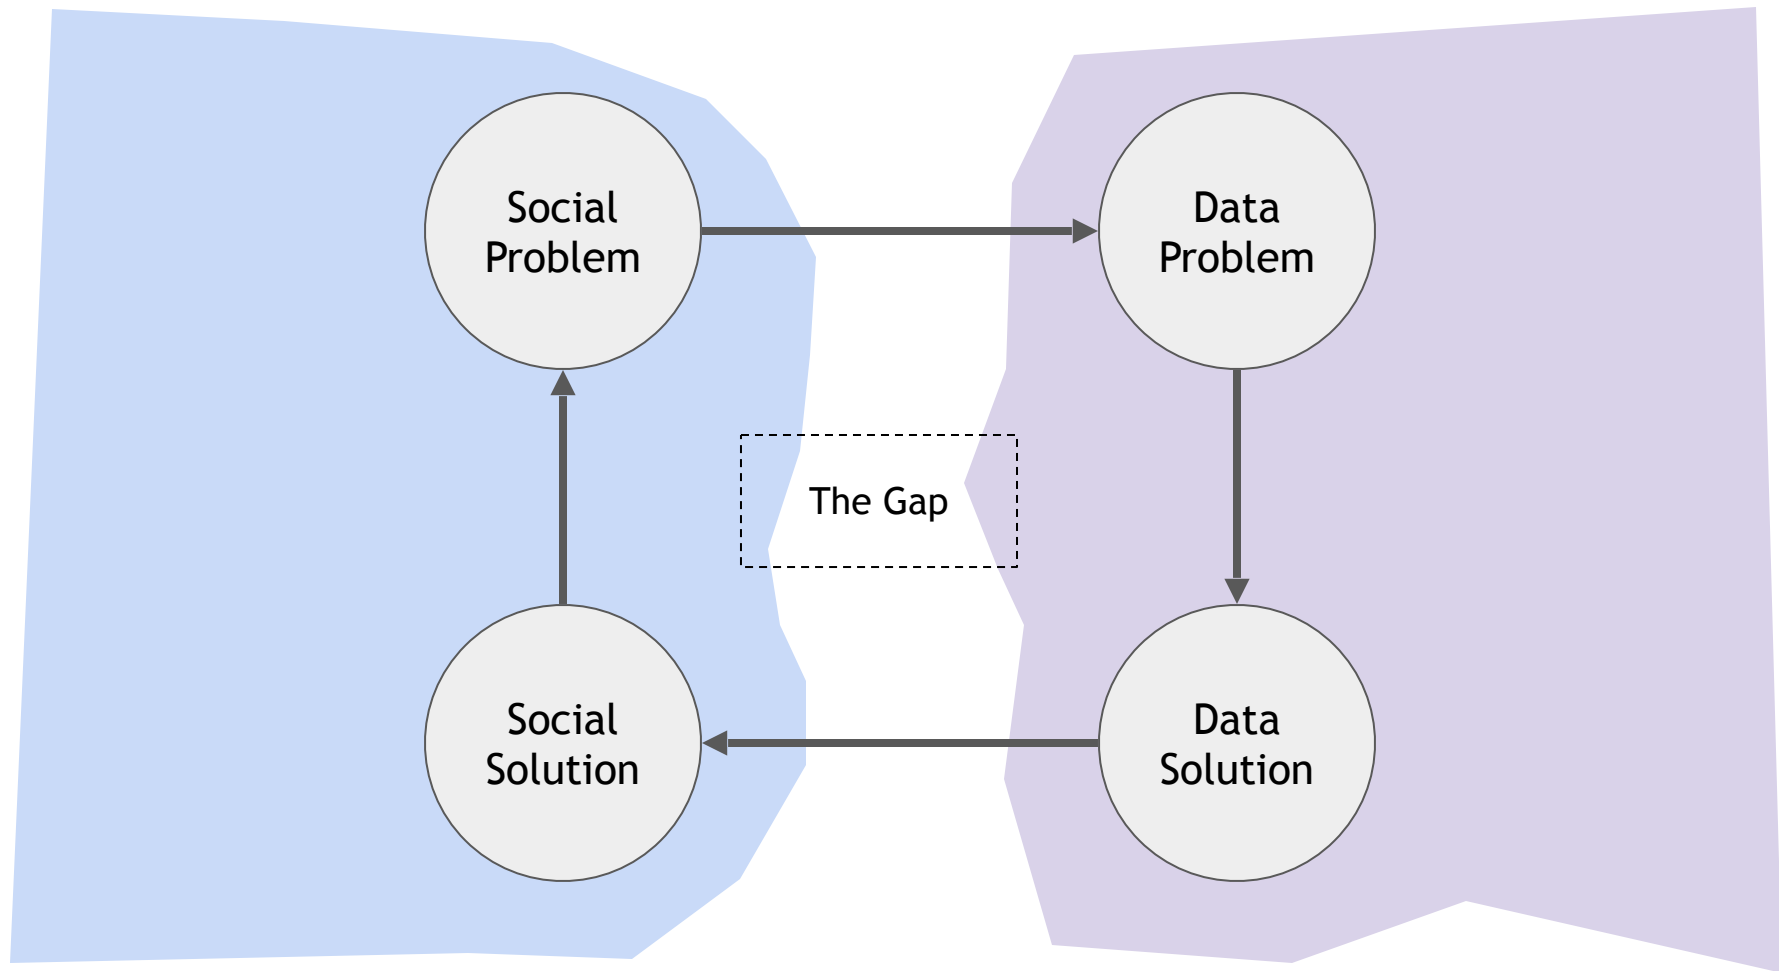 Social
Problem
Data
Problem
The Gap
Social
Solution
Data
Solution